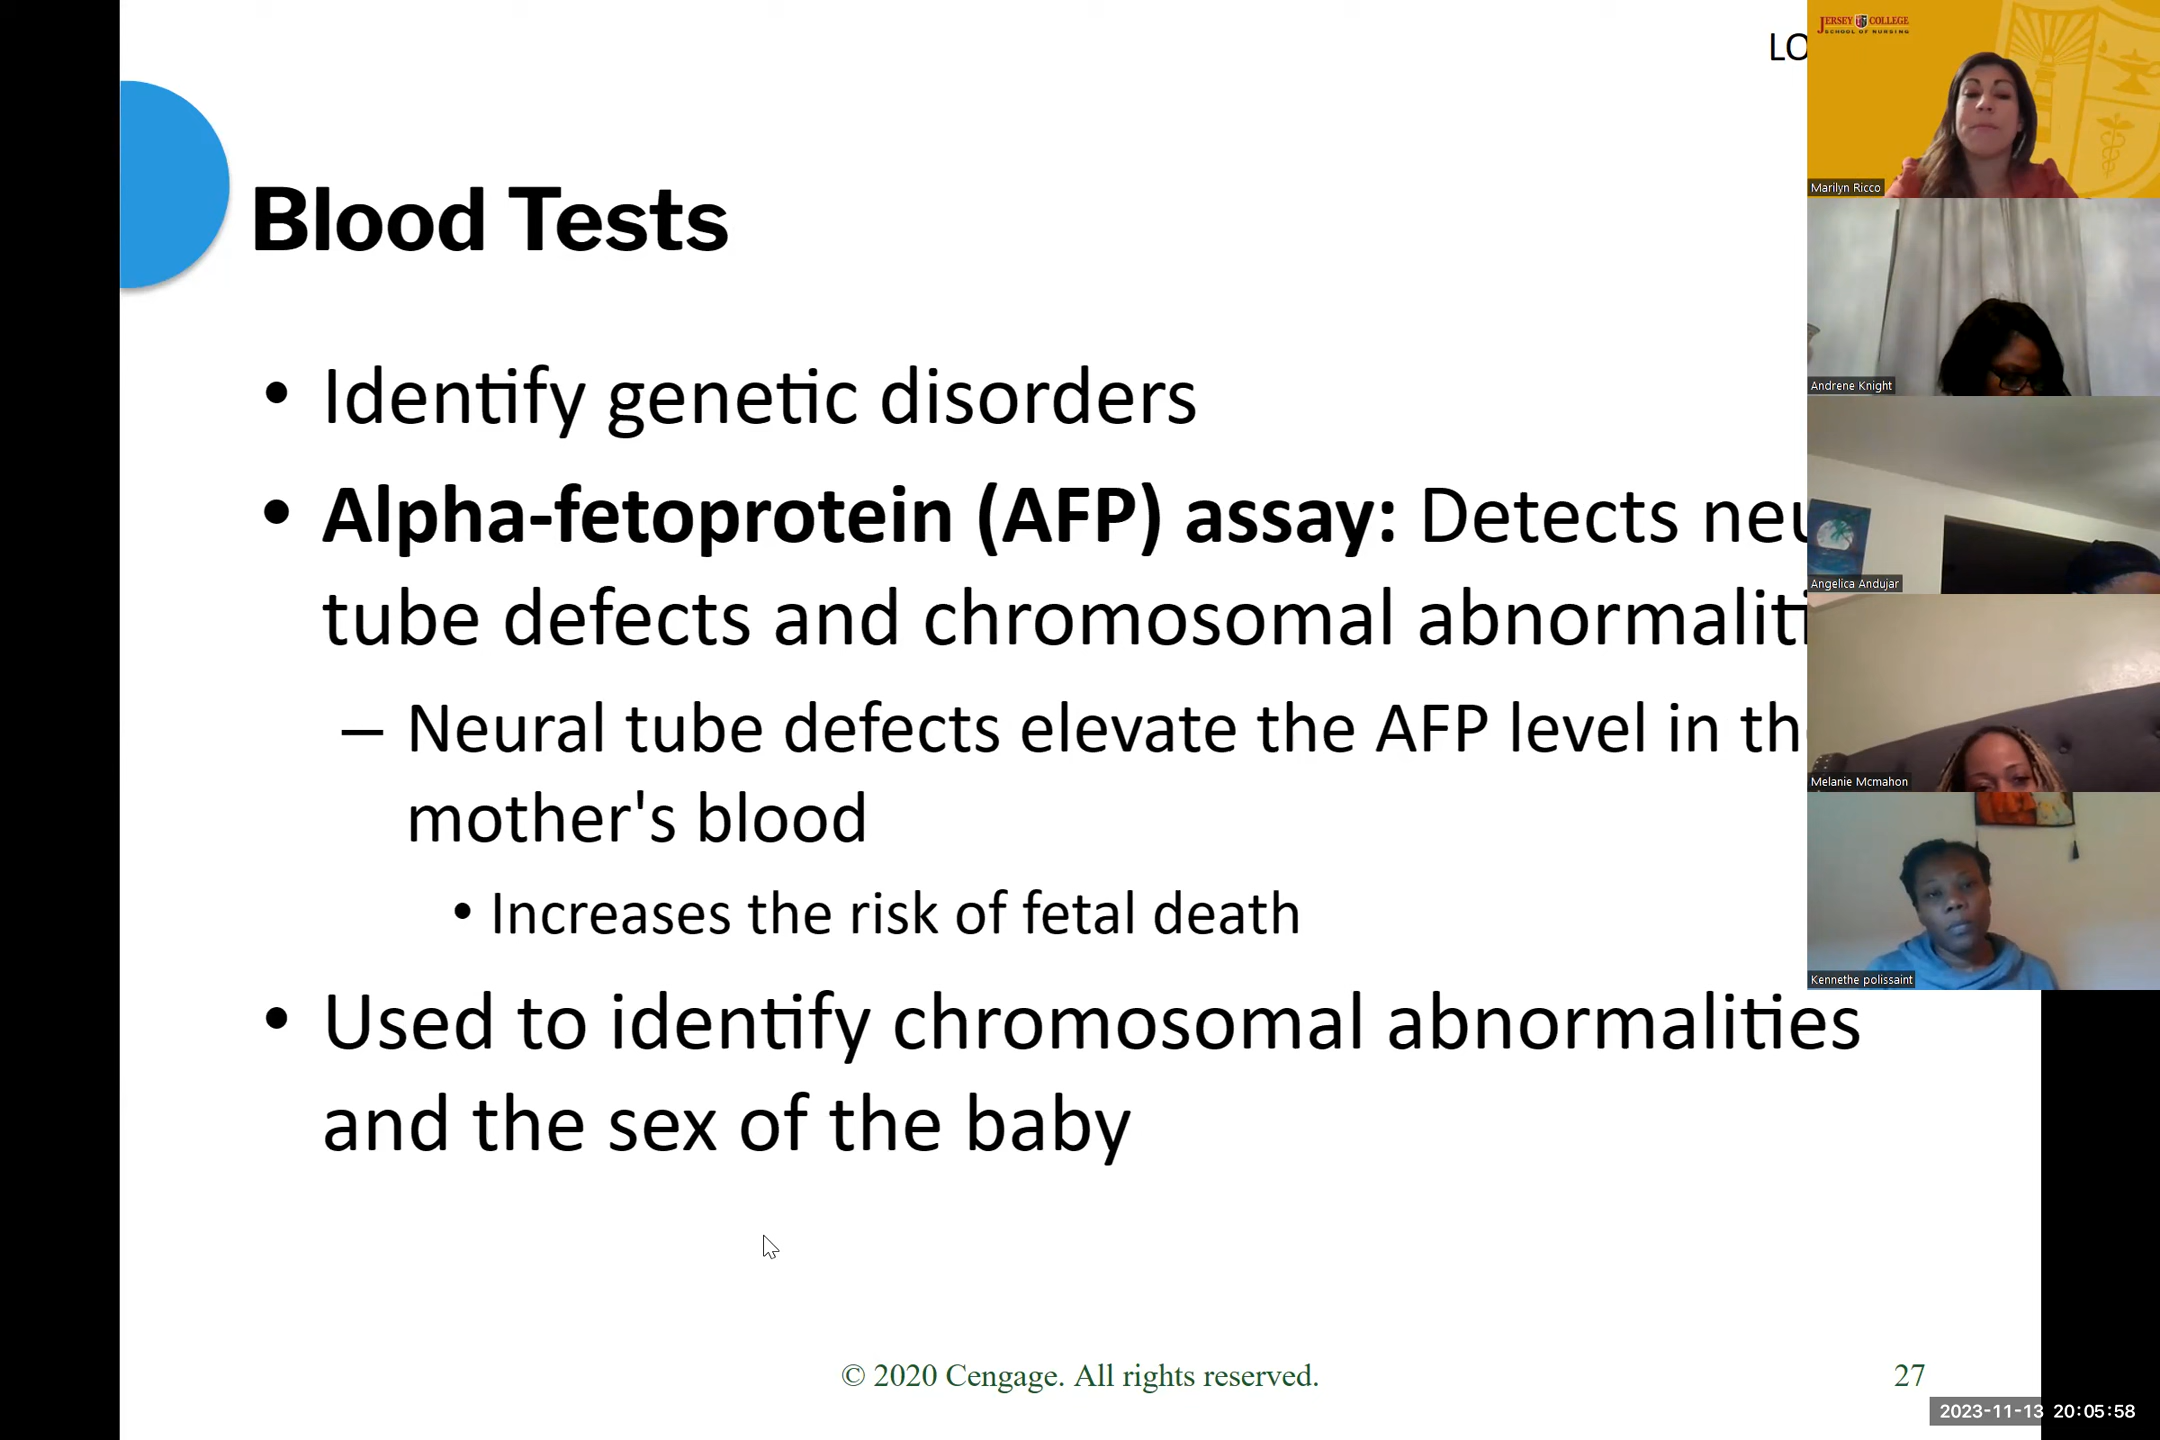 LO
Blood Tests
• Identify genetic disorders
• Alpha-fetoprotein (AFP) assay: Detects neu
tube defects and chromosomal abnormaliti
– Neural tube defects elevate the AFP level in th
mother's blood
• Increases the risk of fetal death
• Used to identify chromosomal abnormalities
and the sex of the baby
© 2020 Cengage. All rights reserved.
27
JERSEY COLLEGE
SCHOOL OF NURSING
Marilyn Ricco
Andrene Knight
Angelica Andujar
Melanie Mcmahon
Kennethe polissaint
2023-11-13 20:05:58